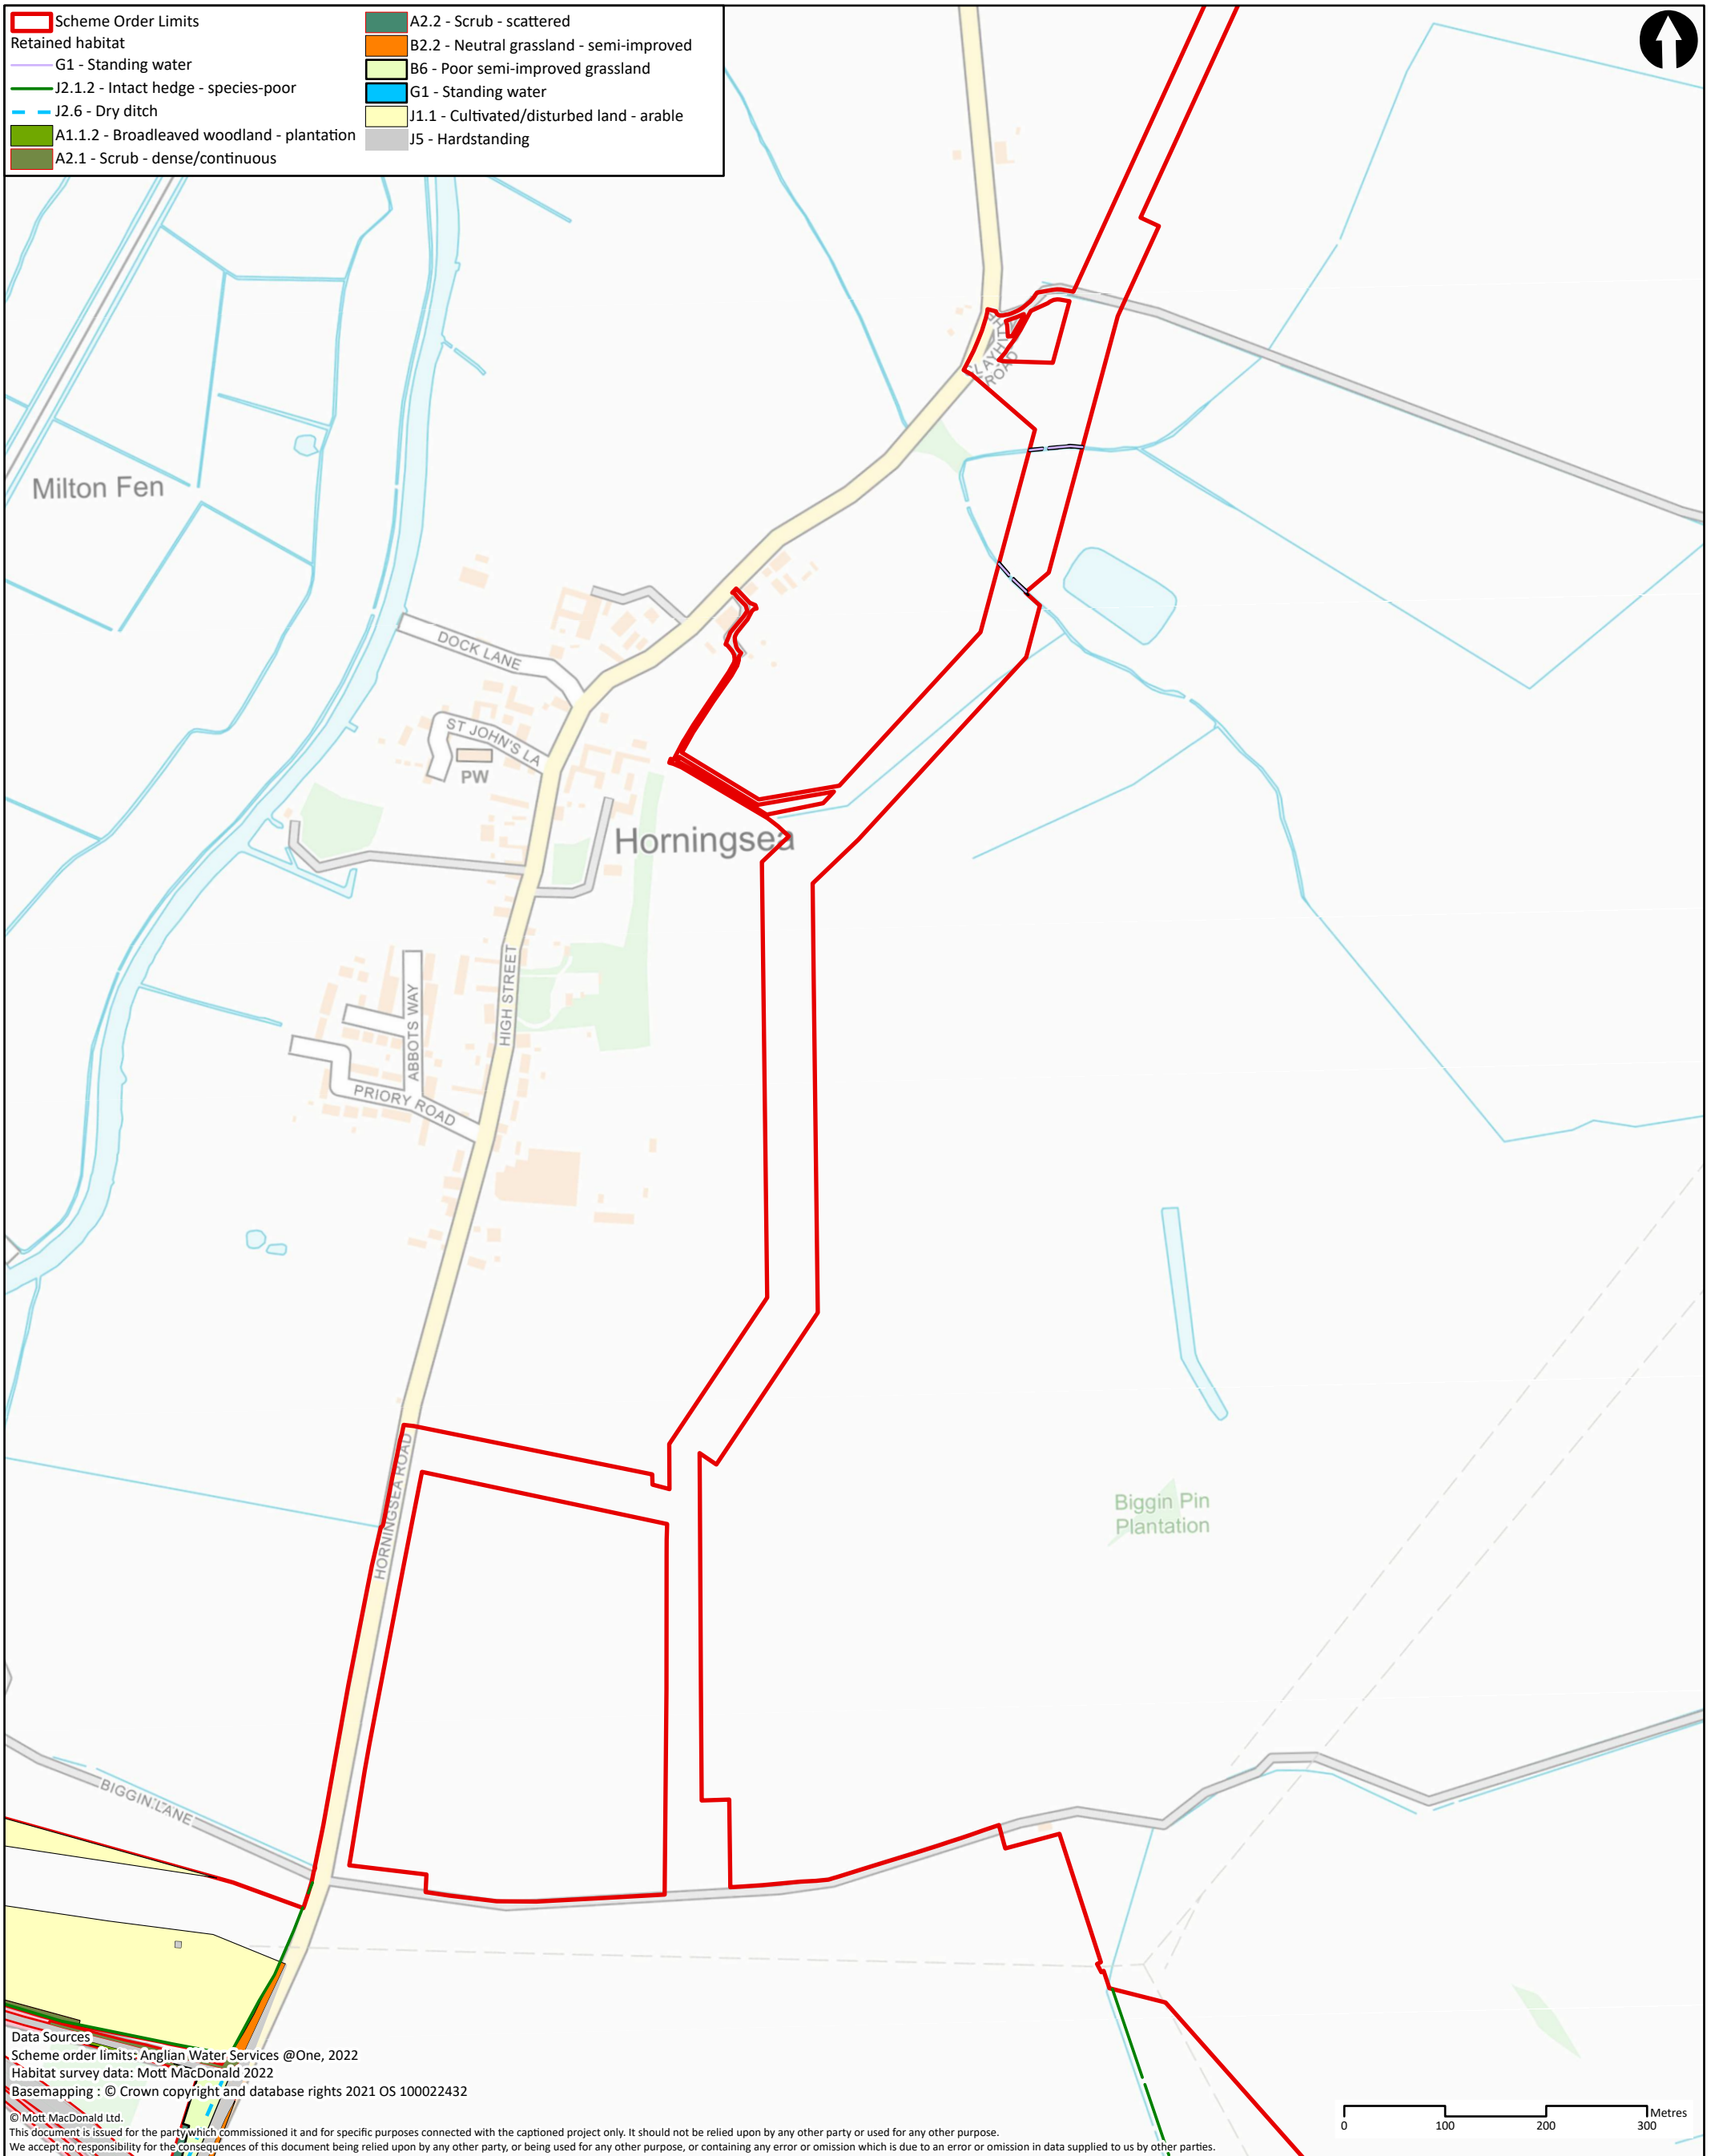 Scheme Order Limits
Retained habitat
G1 - Standing water
J2.1.2 - Intact hedge - species-poor
J2.6 - Dry ditch
A1.1.2 - Broadleaved woodland - plantation
A2.1 - Scrub - dense/continuous
A2.2 - Scrub - scattered
B2.2 - Neutral grassland - semi-improved
B6 - Poor semi-improved grassland
G1 - Standing water
J1.1 - Cultivated/disturbed land - arable
J5 - Hardstanding
ROAD
Milton Fen
DOCK LANE
ST JOHN'S LA
PW
Horningsea
HIGH STREET
ABBOTS WAY
PRIORY ROAD
HORNINGSEA ROAD
Biggin Pin
Plantation
BIGGIN LANE
Data Sources
Scheme order limits: Anglian Water Services @One, 2022
Habitat survey data: Mott MacDonald 2022
Basemapping : © Crown copyright and database rights 2021 OS 100022432
© Mott MacDonald Ltd.
This document is issued for the party which commissioned it and for specific purposes connected with the captioned project only. It should not be relied upon by any other party or used for any other purpose.
We accept no responsibility for the consequences of this document being relied upon by any other party, or being used for any other purpose, or containing any error or omission which is due to an error or omission in data supplied to us by other parties.
Metres
0 100 200 300